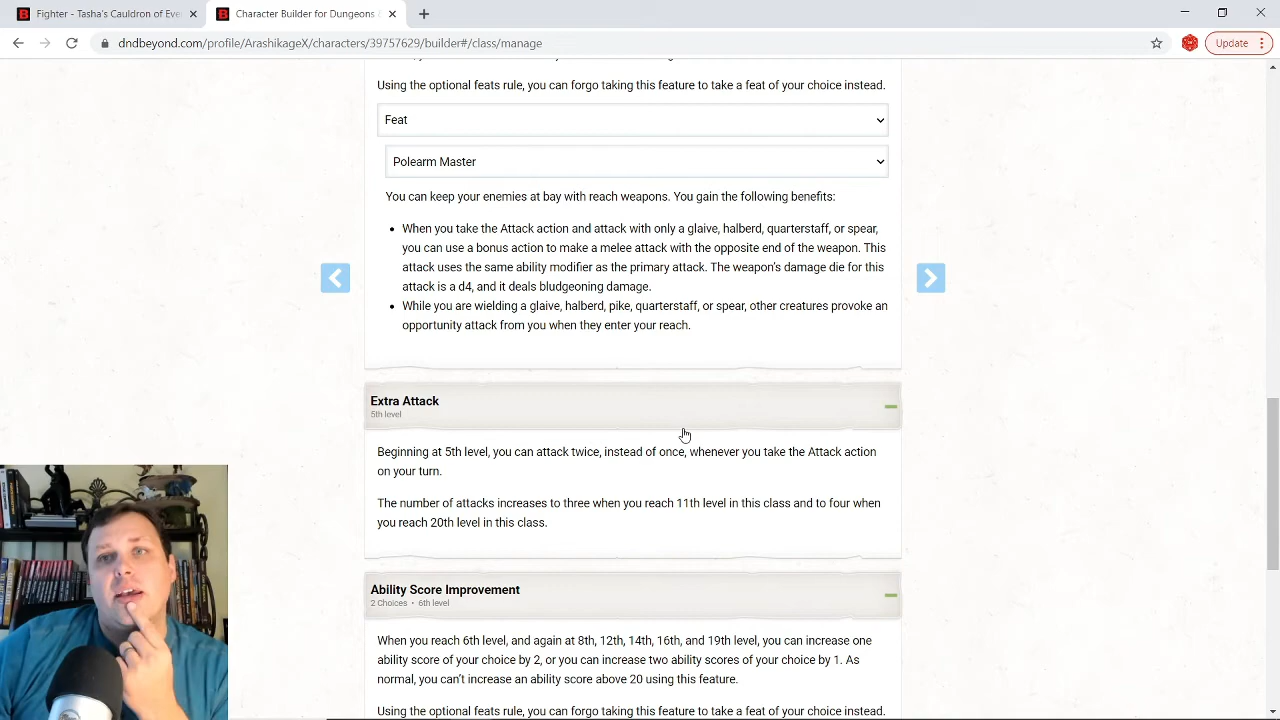 Fighter - Tasha's Cauldron of Eve
Character Builder for Dungeons
dndbeyond.com/profile/ArashikageX/characters/39757629/builder#/class/manage
Update
Using the optional feats rule, you can forgo taking this feature to take a feat of your choice instead.
Feat
Polearm Master
You can keep your enemies at bay with reach weapons. You gain the following benefits:
• When you take the Attack action and attack with only a glaive, halberd, quarterstaff, or spear,
you can use a bonus action to make a melee attack with the opposite end of the weapon. This
attack uses the same ability modifier as the primary attack. The weapon's damage die for this
attack is a d4, and it deals bludgeoning damage.
• While you are wielding a glaive, halberd, pike, quarterstaff, or spear, other creatures provoke an
opportunity attack from you when they enter your reach.
Extra Attack
5th level
Beginning at 5th level, you can attack twice, instead of once, whenever you take the Attack action
on your turn.
The number of attacks increases to three when you reach 11th level in this class and to four when
you reach 20th level in this class.
Ability Score Improvement
2 Choices • 6th level
When you reach 6th level, and again at 8th, 12th, 14th, 16th, and 19th level, you can increase one
ability score of your choice by 2, or you can increase two ability scores of your choice by 1. As
normal, you can't increase an ability score above 20 using this feature.
Using the optional feats rule, you can forgo taking this feature to take a feat of your choice instead.